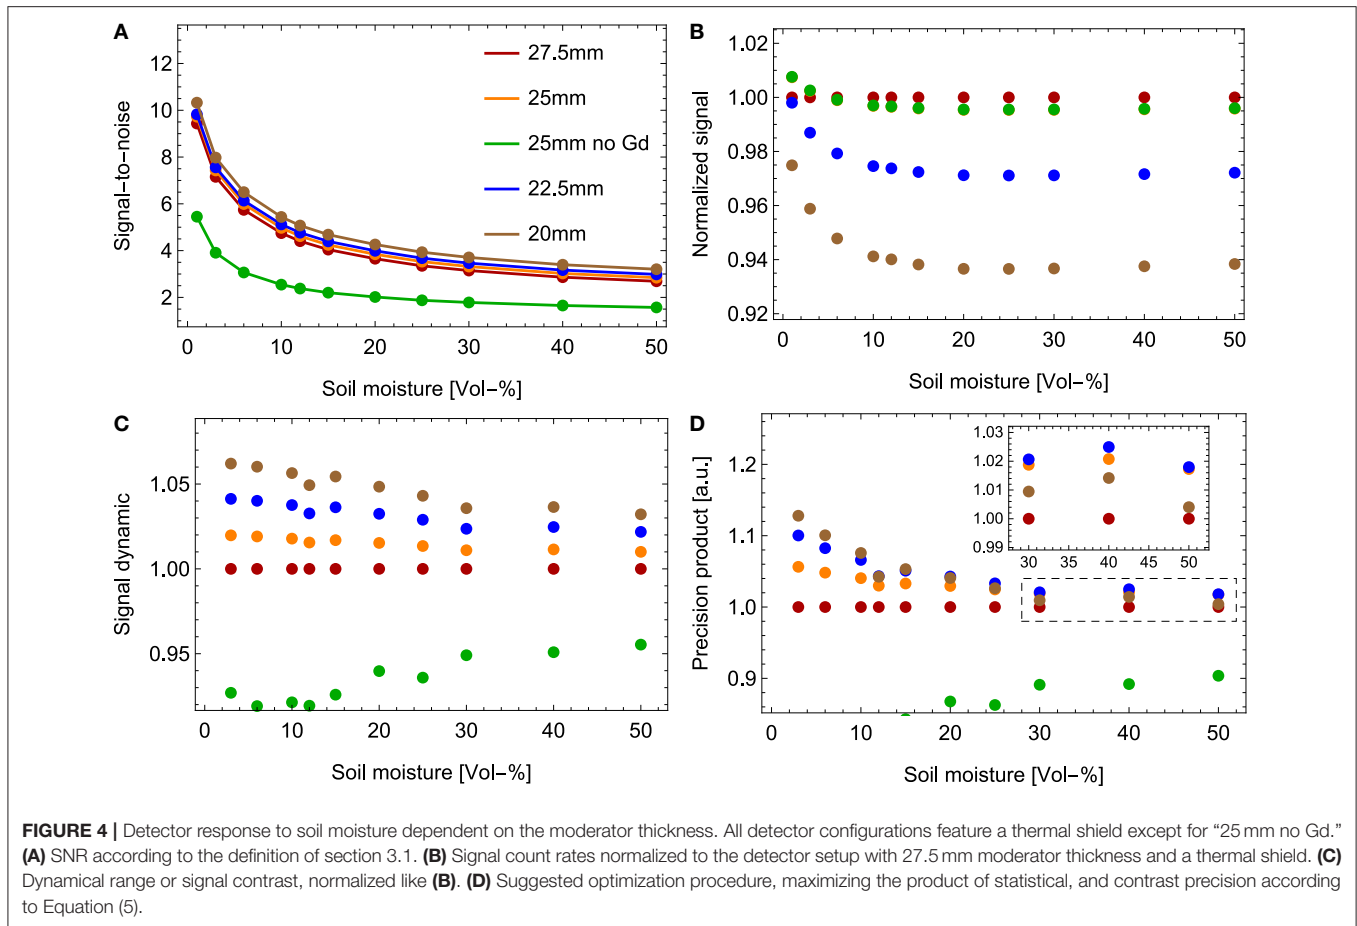 A
Signal-to-noise
12
10
8
6
4
2
0 10 20 30 40 50
Soil moisture [Vol-%]
27.5mm
25mm
25mm no Gd
22.5mm
20mm
B
Normalized signal
1.02
1.00
0.98
0.96
0.94
0.92
0 10 20 30 40 50
Soil moisture [Vol-%]
C
Signal dynamic
1.05
1.00
0.95
0 10 20 30 40 50
Soil moisture [Vol-%]
D
Precision product [a.u.]
1.2
1.1
1.0
0.9
0 10 20 30 40 50
Soil moisture [Vol-%]
1.03
1.02
1.01
1.00
0.99
30 35 40 45 50
FIGURE 4 | Detector response to soil moisture dependent on the moderator thickness. All detector configurations feature a thermal shield except for “25 mm no Gd.”
(A) SNR according to the definition of section 3.1. (B) Signal count rates normalized to the detector setup with 27.5 mm moderator thickness and a thermal shield. (C)
Dynamical range or signal contrast, normalized like (B). (D) Suggested optimization procedure, maximizing the product of statistical, and contrast precision according
to Equation (5).